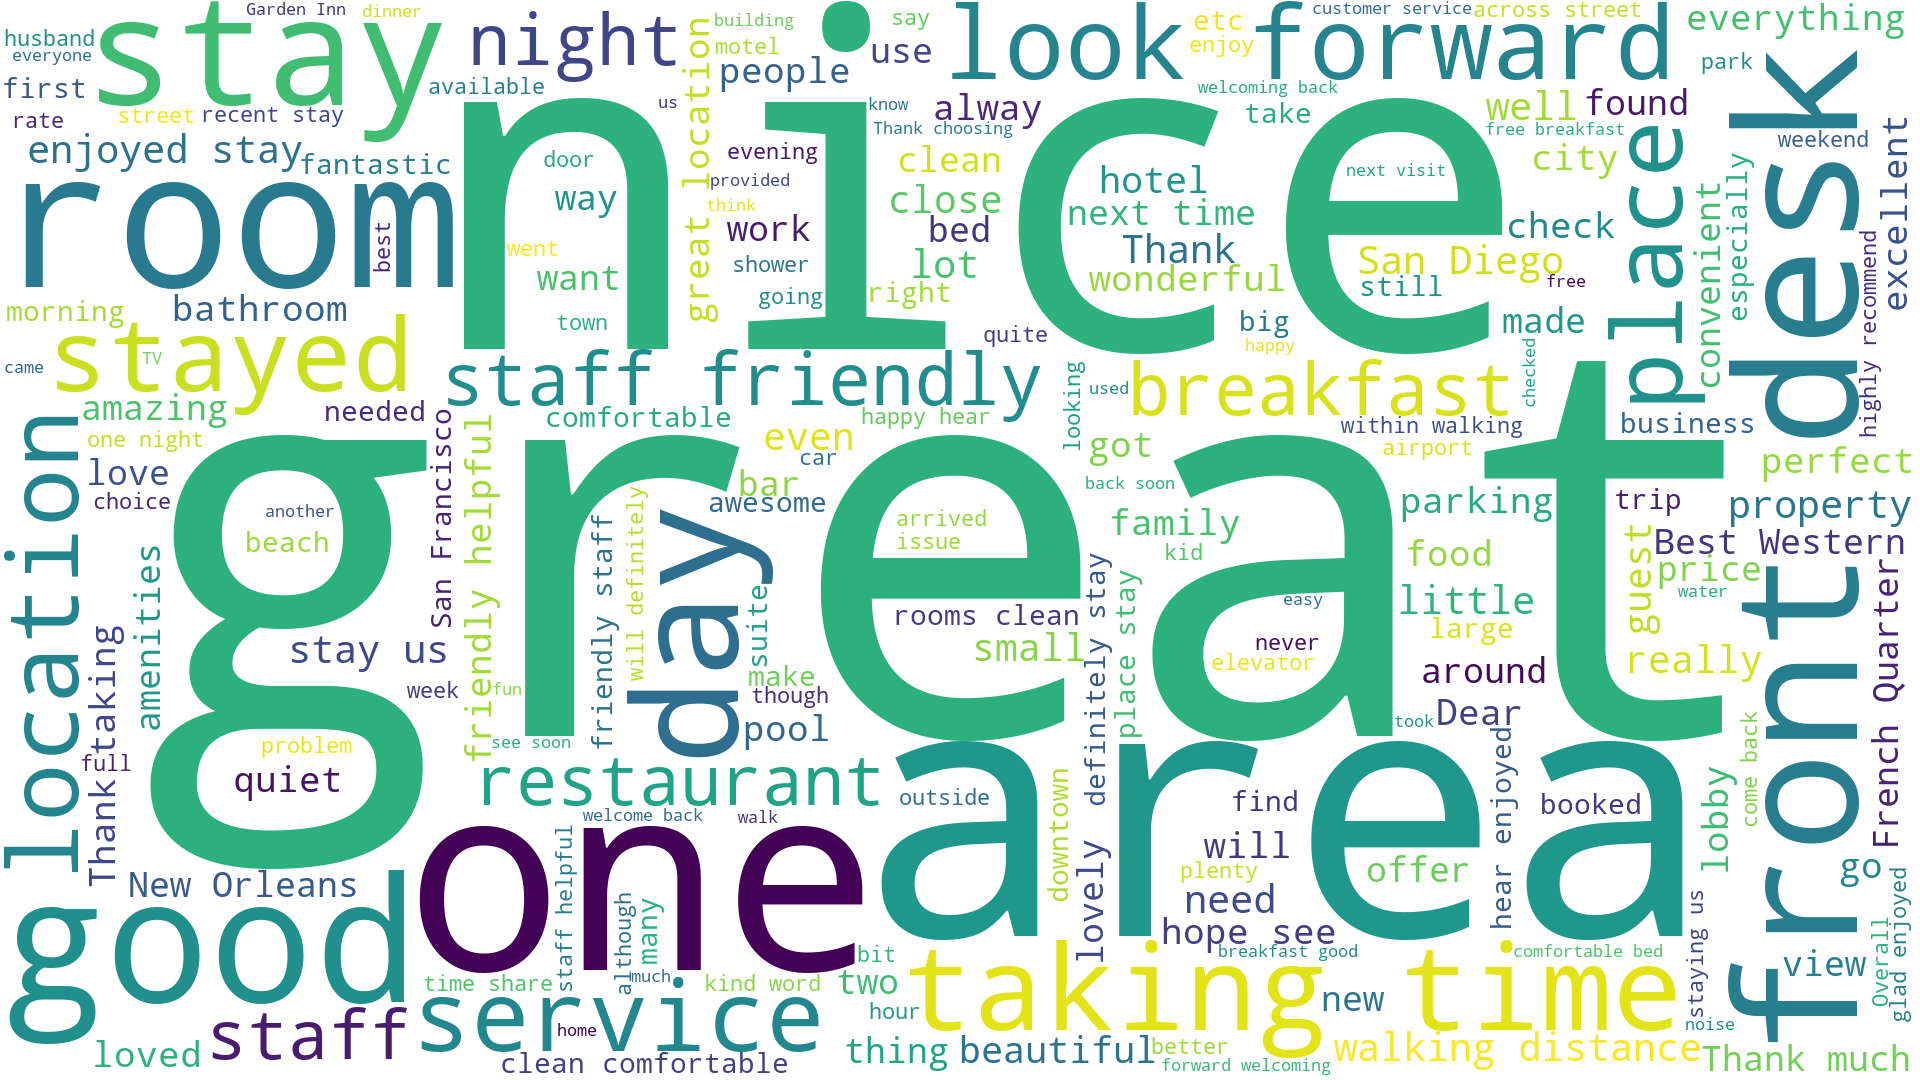 Garden Inn
dinner
building
say
etc
customer service
across street
everything
husband
everyone
stay
night
motel
people
use
look forward
enjoy
park
first
available
us
know
alway
welcoming back
take
well
found
rate
street
recent stay
great location
Thank choosing
free breakfast
weekend
enjoyed stay
fantastic
door
evening
clean
hotel
next visit
city
place
desk
especially
excellent
room
nice
way
provided
close
next time
convenient
best
think
work
bed
Thank
check
went
want
shower
lot
wonderful
San Diego
still
free
highly recommend
morning
bathroom
town
going
right
quite
big
happy
made
came
TV
stayed
staff friendly
looking
used
breakfast
checked
amazing
needed
comfortable
happy hear
within walking
business
one night
San Francisco
friendly helpful
even
got
airport
perfect
love
choice
location
car
bar
back soon
parking
trip
property
another
beach
great
awesome
arrived
issue
family
kid
food
guest
Best Western
price
water
amenities
friendly staff
will definitely
day
suite
rooms clean
small
definitely stay
place stay
easy
never
elevator
little
large
around
really
front
French Quarter
Thank taking
stay us
week
fun
make
though
pool
took
Dear
problem
full
quiet
see soon
restaurant
area
outside
downtown
lovely
find
will
hear enjoyed
booked
lobby
come back
welcome back
walk
one
plenty
need
offer
go
New Orleans
good
staff helpful
although
many
much
hope see
view
Overall
glad enjoyed
staying us
time share
kind word
bit
two
breakfast good
comfortable bed
taking time
new
noise
staff
service
home
hour
loved
clean comfortable
thing
beautiful
better
forward welcoming
walking distance
Thank much